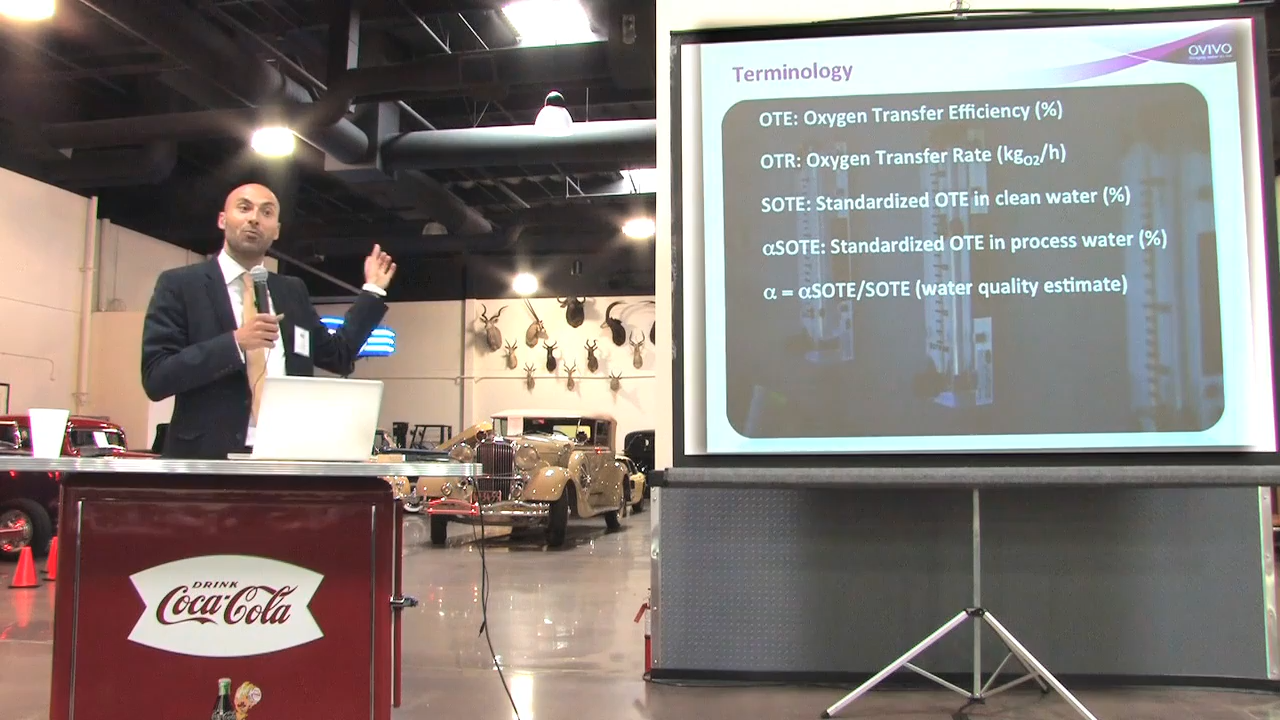 OVIVO
Terminology
OTE: Oxygen Transfer Efficiency (%)
OTR: Oxygen Transfer Rate (kgO2/h)
SOTE: Standardized OTE in clean water (%)
αSOTE: Standardized OTE in process water (%)
α = αSOTE/SOTE (water quality estimate)
DRINK
Coca-Cola